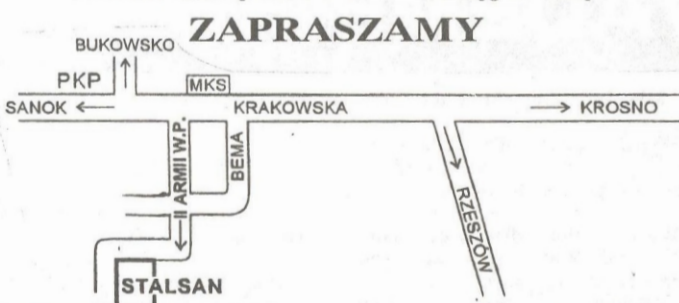 ZAPRASZAMY
BUKOWSKO
PKP
MKS
SANOK
KRAKOWSKA
KROSNO
II ARMII W.P.
BEMA
RZESZÓW
STALSAN